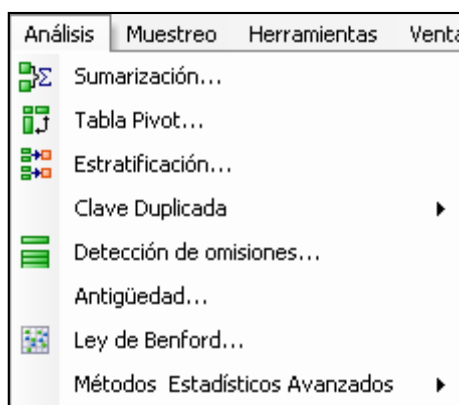 Análisis Muestreo Herramientas
Sumarización...
Tabla Pivot...
Estratificación...
Clave Duplicada
Detección de omisiones...
Antigüedad...
Ley de Benford...
Métodos Estadísticos Avanzados